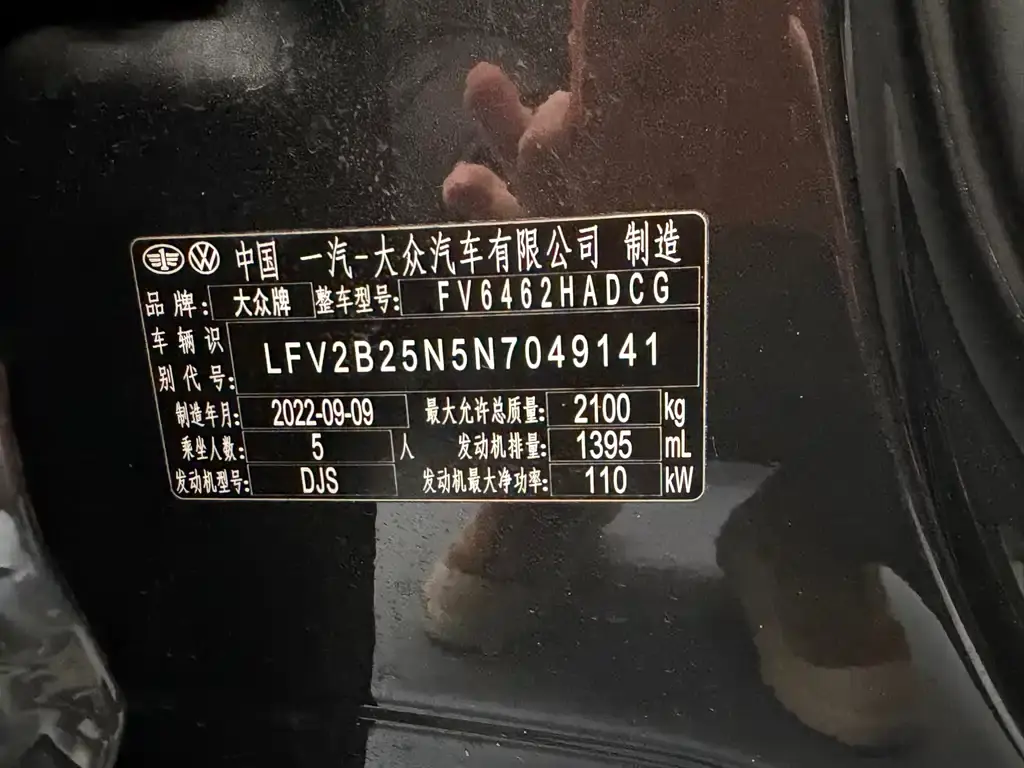 中国 一汽-大众汽车有限公司 制造
品牌: 大众牌 整车型号: FV6462HADCG
车辆识
别代号: LFV2B25N5N7049141
制造年月: 2022-09-09 最大允许总质量: 2100 kg
乘坐人数: 5 人 发动机排量: 1395 mL
发动机型号: DJS 发动机最大净功率: 110 kW